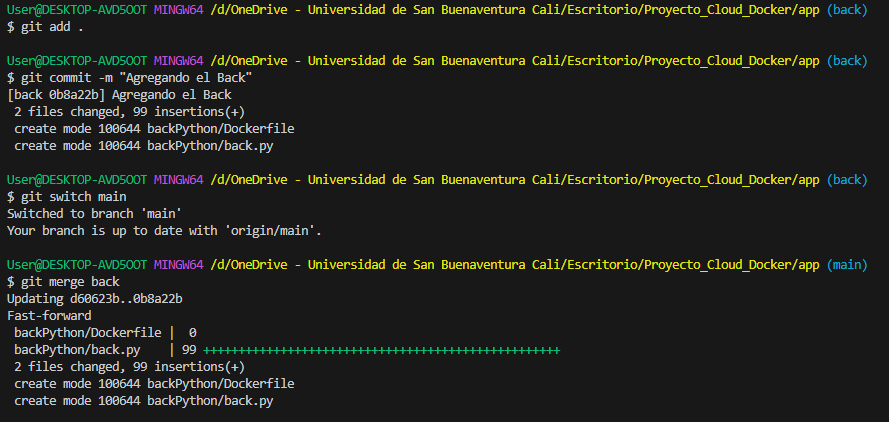 User@DESKTOP-AVD5OOT MINGW64 /d/OneDrive - Universidad de San Buenaventura Cali/Escritorio/Proyecto_Cloud_Docker/app (back)
$ git add .
User@DESKTOP-AVD5OOT MINGW64 /d/OneDrive - Universidad de San Buenaventura Cali/Escritorio/Proyecto_Cloud_Docker/app (back)
$ git commit -m "Agregando el Back"
[back 0b8a22b] Agregando el Back
 2 files changed, 99 insertions(+)
 create mode 100644 backPython/Dockerfile
 create mode 100644 backPython/back.py
User@DESKTOP-AVD5OOT MINGW64 /d/OneDrive - Universidad de San Buenaventura Cali/Escritorio/Proyecto_Cloud_Docker/app (back)
$ git switch main
Switched to branch 'main'
Your branch is up to date with 'origin/main'.
User@DESKTOP-AVD5OOT MINGW64 /d/OneDrive - Universidad de San Buenaventura Cali/Escritorio/Proyecto_Cloud_Docker/app (main)
$ git merge back
Updating d60623b..0b8a22b
Fast-forward
 backPython/Dockerfile |  0
 backPython/back.py    | 99 +++++++++++++++++++++++++++++++++++++++++++++++++++
 2 files changed, 99 insertions(+)
 create mode 100644 backPython/Dockerfile
 create mode 100644 backPython/back.py